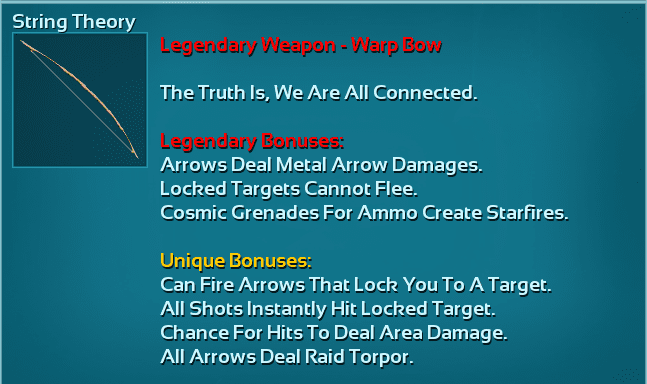 String Theory
Legendary Weapon - Warp Bow
The Truth Is, We Are All Connected.
Legendary Bonuses:
Arrows Deal Metal Arrow Damages.
Locked Targets Cannot Flee.
Cosmic Grenades For Ammo Create Starfires.
Unique Bonuses:
Can Fire Arrows That Lock You To A Target.
All Shots Instantly Hit Locked Target.
Chance For Hits To Deal Area Damage.
All Arrows Deal Raid Torpor.